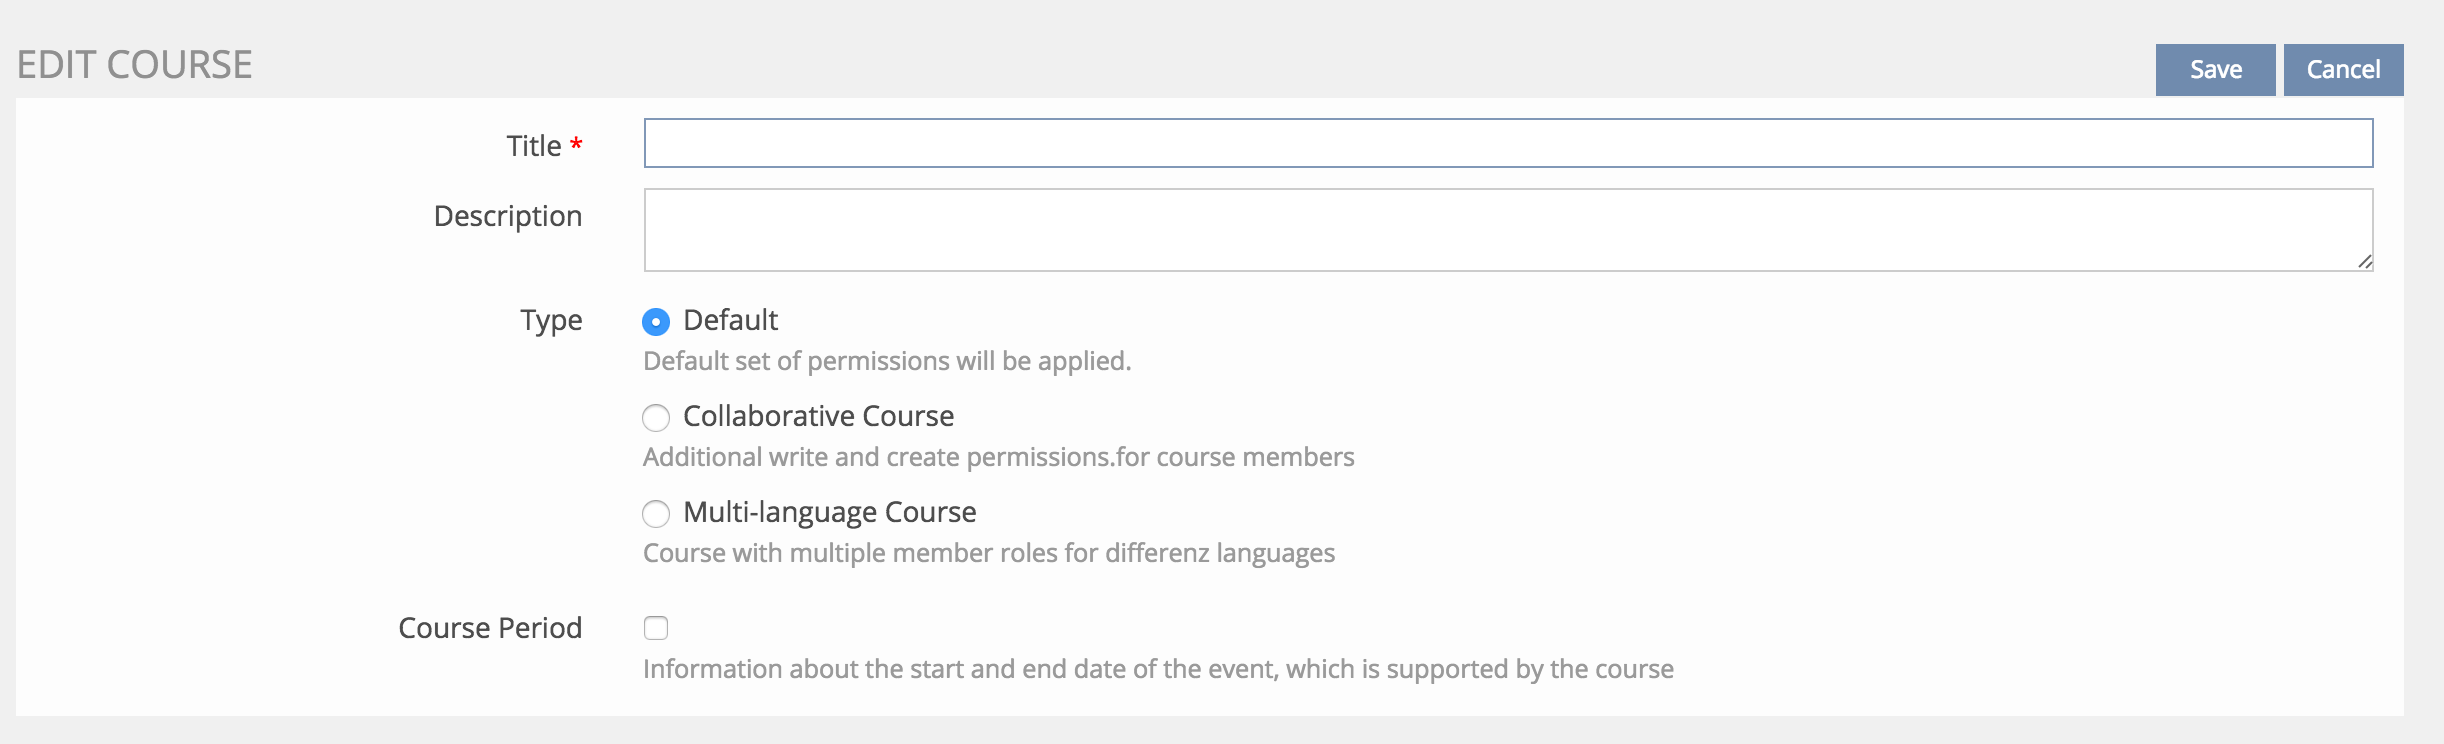 EDIT COURSE
Save
Cancel
Title *
Description
Type
Default
Default set of permissions will be applied.
Collaborative Course
Additional write and create permissions.for course members
Multi-language Course
Course with multiple member roles for differenz languages
Course Period
Information about the start and end date of the event, which is supported by the course